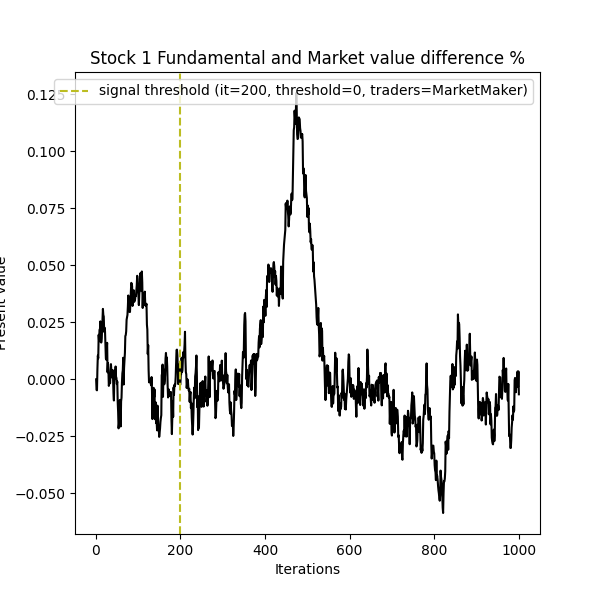 Stock 1 Fundamental and Market value difference %
signal threshold (it=200, threshold=0, traders=MarketMaker)
0.125
0.100
0.075
0.050
0.025
0.000
−0.025
−0.050
Present value
0 200 400 600 800 1000
Iterations